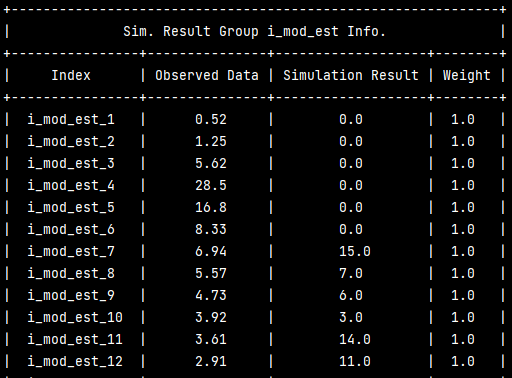 +-------------------------------------------------------------+
| Sim. Result Group i_mod_est Info. |
+----------------+---------------+-------------------+--------+
| Index | Observed Data | Simulation Result | Weight |
+----------------+---------------+-------------------+--------+
| i_mod_est_1 | 0.52 | 0.0 | 1.0 |
| i_mod_est_2 | 1.25 | 0.0 | 1.0 |
| i_mod_est_3 | 5.62 | 0.0 | 1.0 |
| i_mod_est_4 | 28.5 | 0.0 | 1.0 |
| i_mod_est_5 | 16.8 | 0.0 | 1.0 |
| i_mod_est_6 | 8.33 | 0.0 | 1.0 |
| i_mod_est_7 | 6.94 | 15.0 | 1.0 |
| i_mod_est_8 | 5.57 | 7.0 | 1.0 |
| i_mod_est_9 | 4.73 | 6.0 | 1.0 |
| i_mod_est_10 | 3.92 | 3.0 | 1.0 |
| i_mod_est_11 | 3.61 | 14.0 | 1.0 |
| i_mod_est_12 | 2.91 | 11.0 | 1.0 |